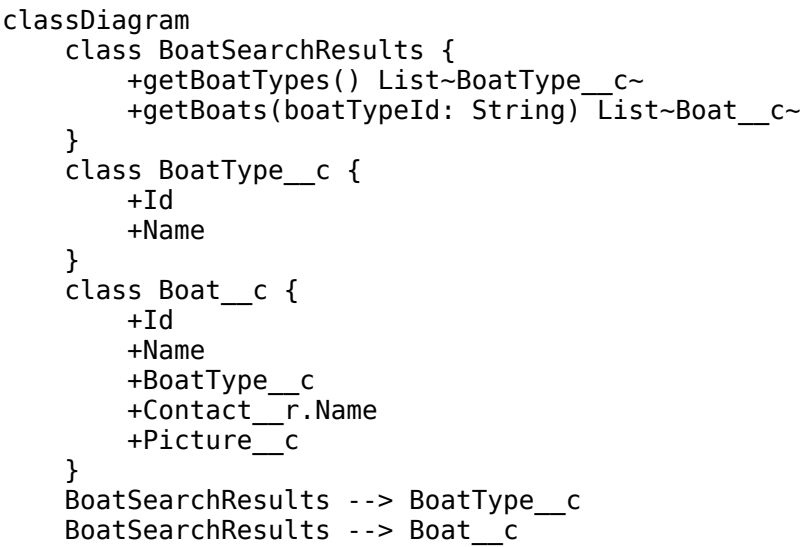 classDiagram
    class BoatSearchResults {
        +getBoatTypes() List~BoatType__c~
        +getBoats(boatTypeId: String) List~Boat__c~
    }
    class BoatType__c {
        +Id
        +Name
    }
    class Boat__c {
        +Id
        +Name
        +BoatType__c
        +Contact__r.Name
        +Picture__c
    }
    BoatSearchResults --> BoatType__c
    BoatSearchResults --> Boat__c